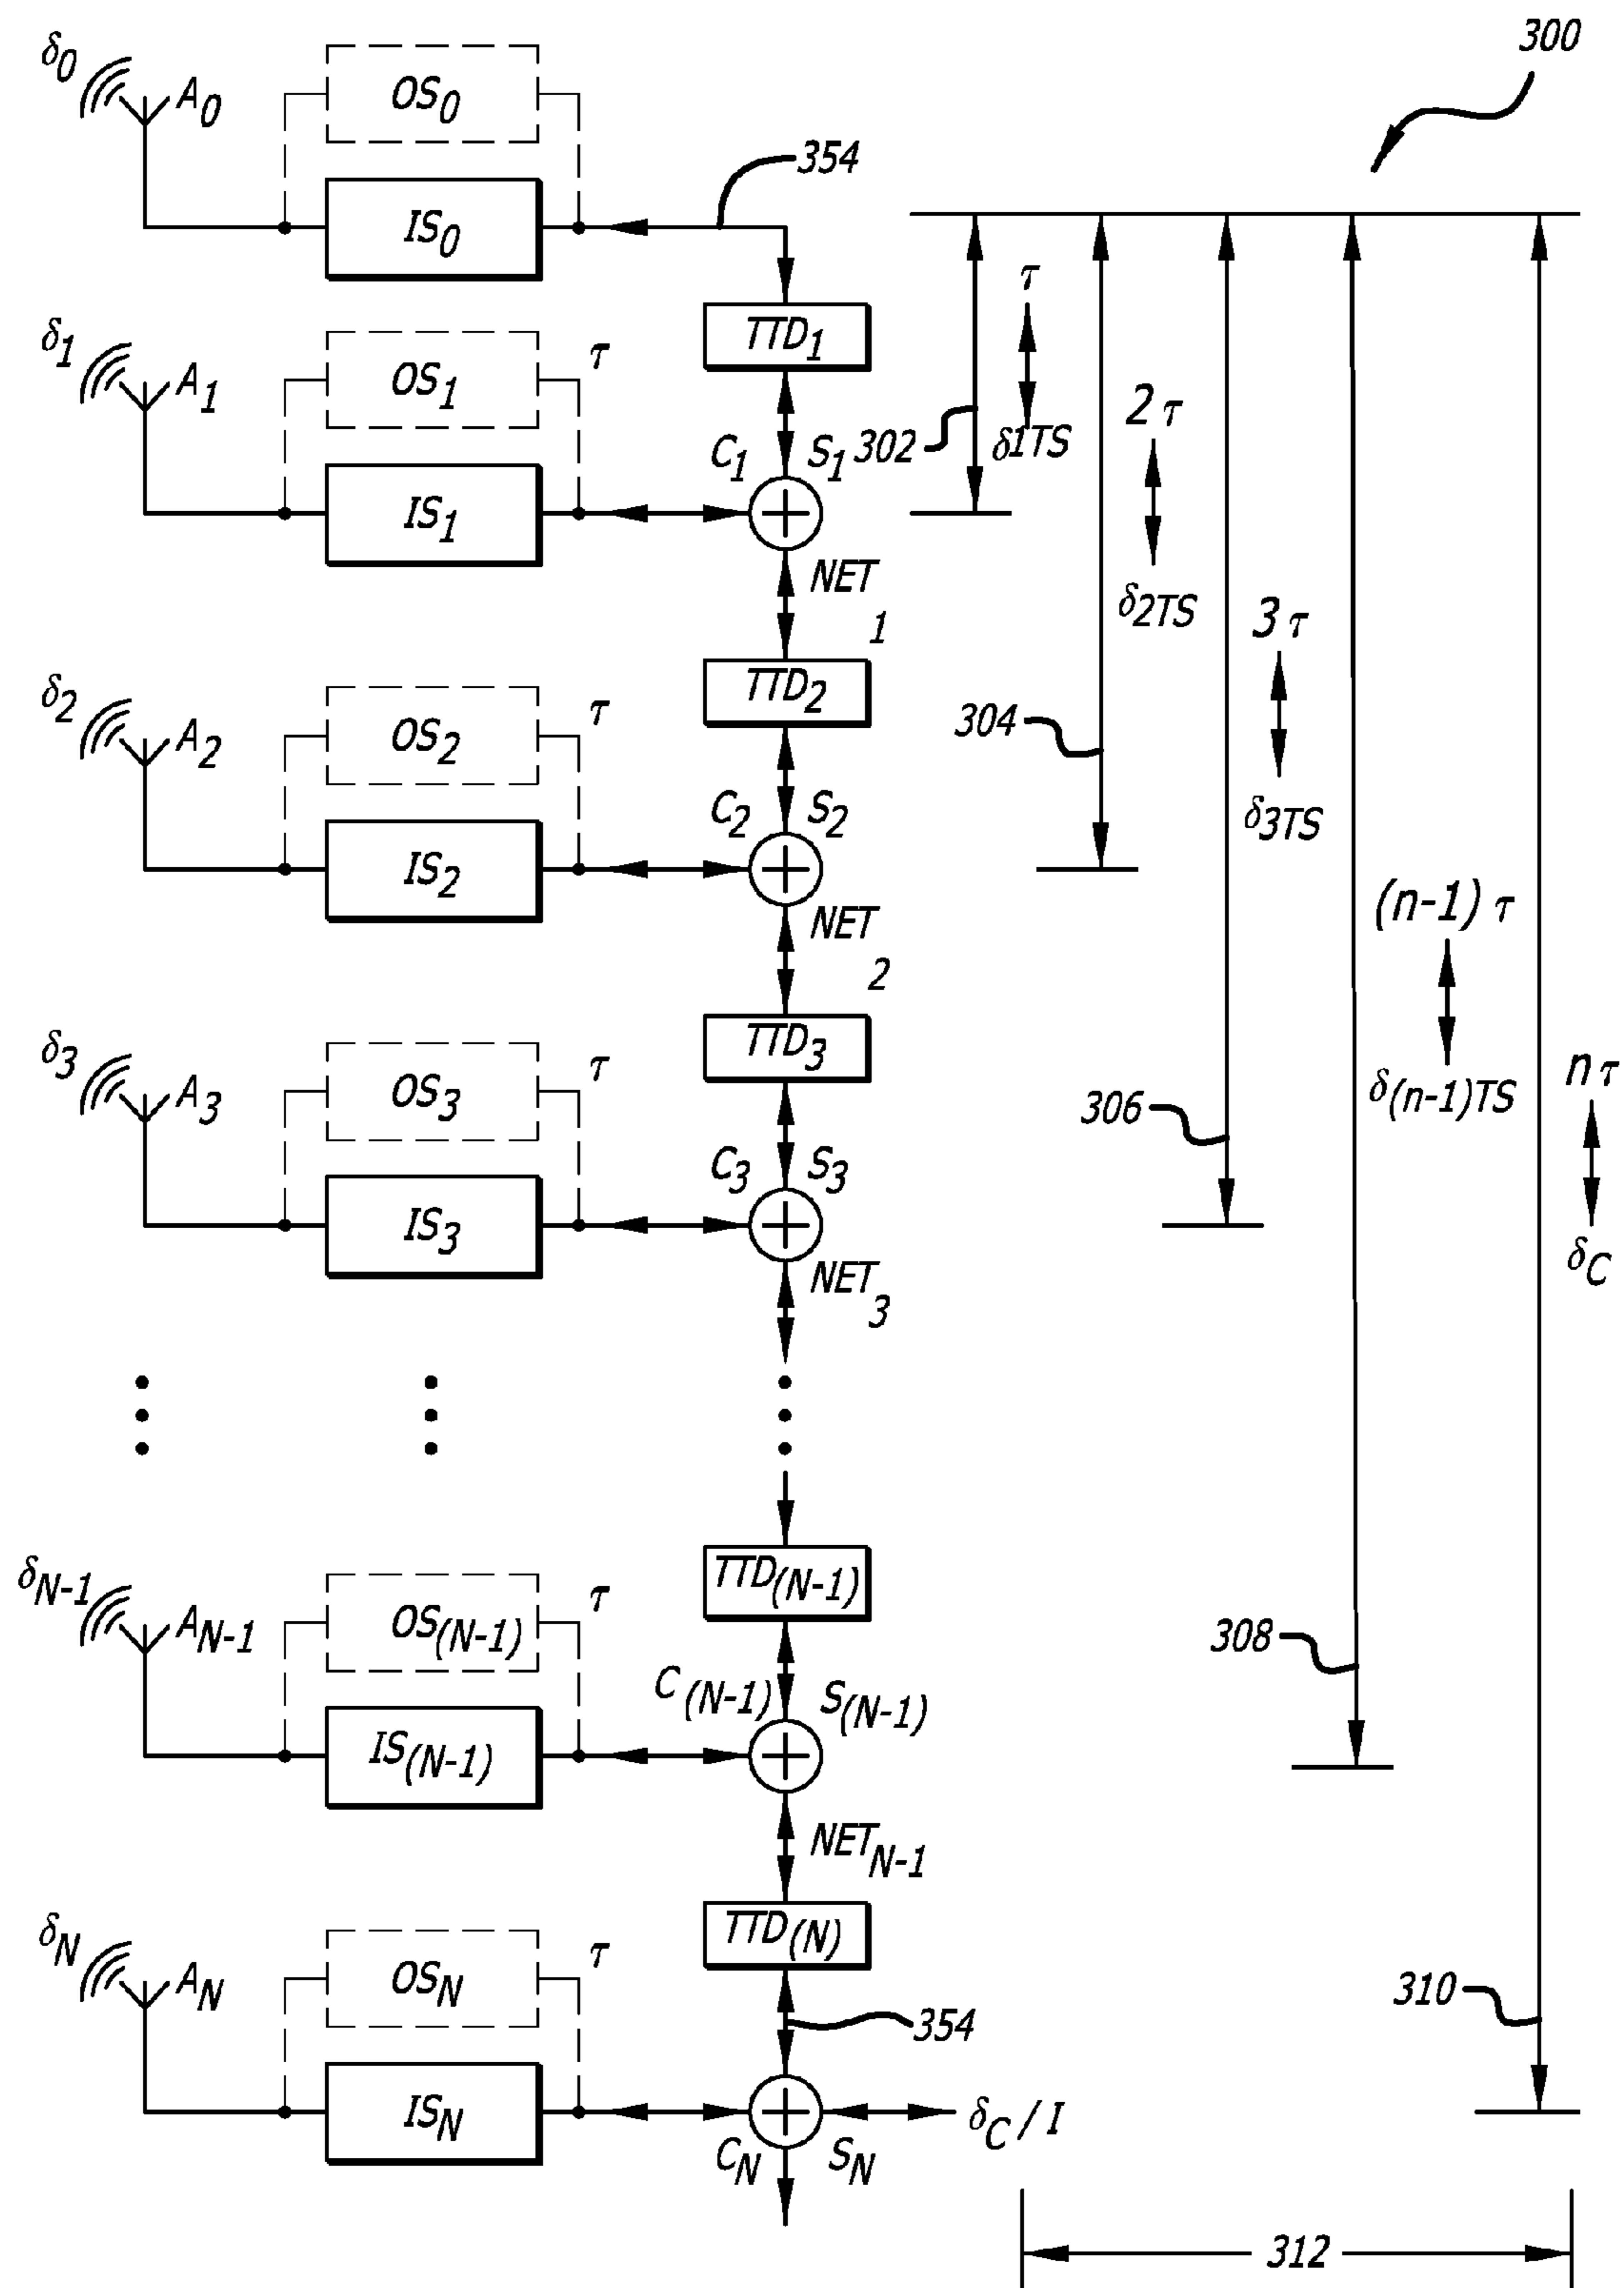 300
δ0
A0
OS0
IS0
354
τ
δ1
A1
OS1
τ
IS1
TTD1
C1
S1
302
δ1TS
2τ
NET
1
δ2TS
3τ
δ2
A2
OS2
τ
IS2
TTD2
304
C2
S2
δ3TS
NET
2
(n-1)τ
δ3
A3
OS3
τ
IS3
TTD3
306
δ(n-1)TS
nτ
C3
S3
NET3
δC
δN-1
AN-1
OS(N-1)
τ
IS(N-1)
TTD(N-1)
308
C(N-1)
S(N-1)
NETN-1
δN
AN
OSN
τ
ISN
TTD(N)
310
354
δC/I
CN
SN
312